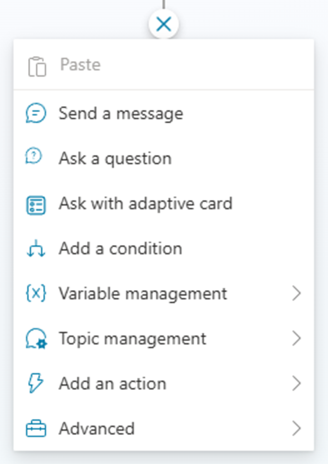 Paste
Send a message
Ask a question
Ask with adaptive card
Add a condition
{x} Variable management
Topic management
Add an action
Advanced